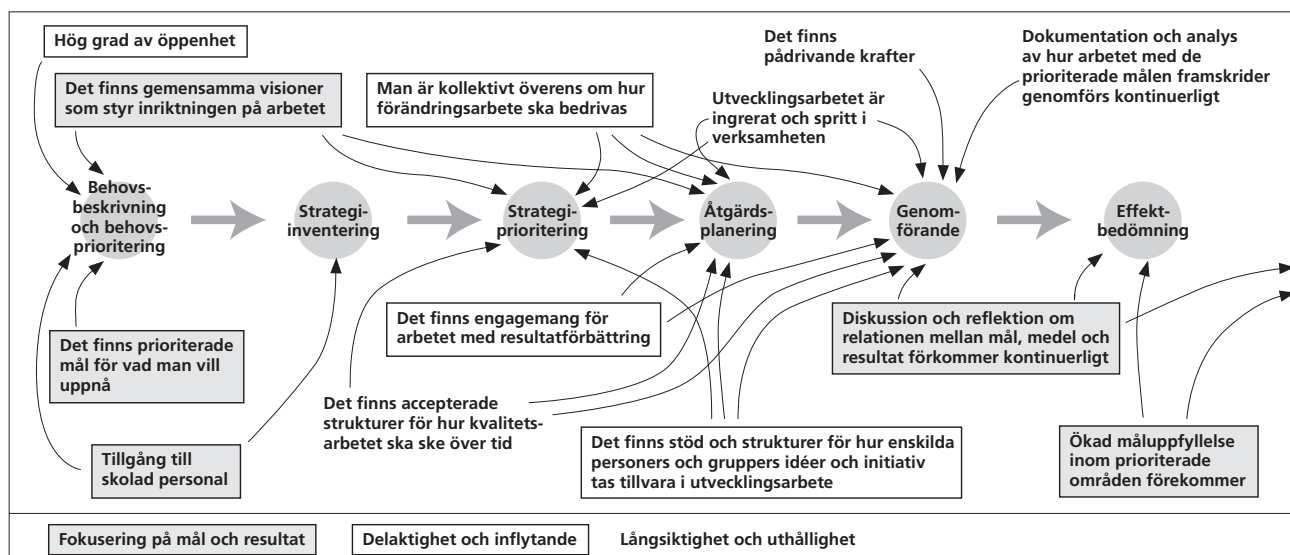 Hög grad av öppenhet
Det finns gemensamma visioner
som styr inriktningen på arbetet
Man är kollektivt överens om hur
förändringsarbete ska bedrivas
Det finns
pådrivande krafter
Utvecklingsarbetet är
ingrerat och spritt i
verksamheten
Dokumentation och analys
av hur arbetet med de
prioriterade målen framskrider
genomförs kontinuerligt
Behovs-
beskrivning
och behovs-
prioritering
Strategi-
inventering
Strategi-
prioritering
Åtgärds-
planering
Genom-
förande
Effekt-
bedömning
Det finns prioriterade
mål för vad man vill
uppnå
Tillgång till
skolad personal
Det finns accepterade
strukturer för hur kvalitets-
arbetet ska ske över tid
Det finns engagemang för
arbetet med resultatförbättring
Det finns stöd och strukturer för hur enskilda
personers och gruppers idéer och initiativ
tas tillvara i utvecklingsarbete
Diskussion och reflektion om
relationen mellan mål, medel och
resultat förkommer kontinuerligt
Ökad måluppfyllelse
inom prioriterade
områden förekommer
Fokusering på mål och resultat
Delaktighet och inflytande
Långsiktighet och uthållighet